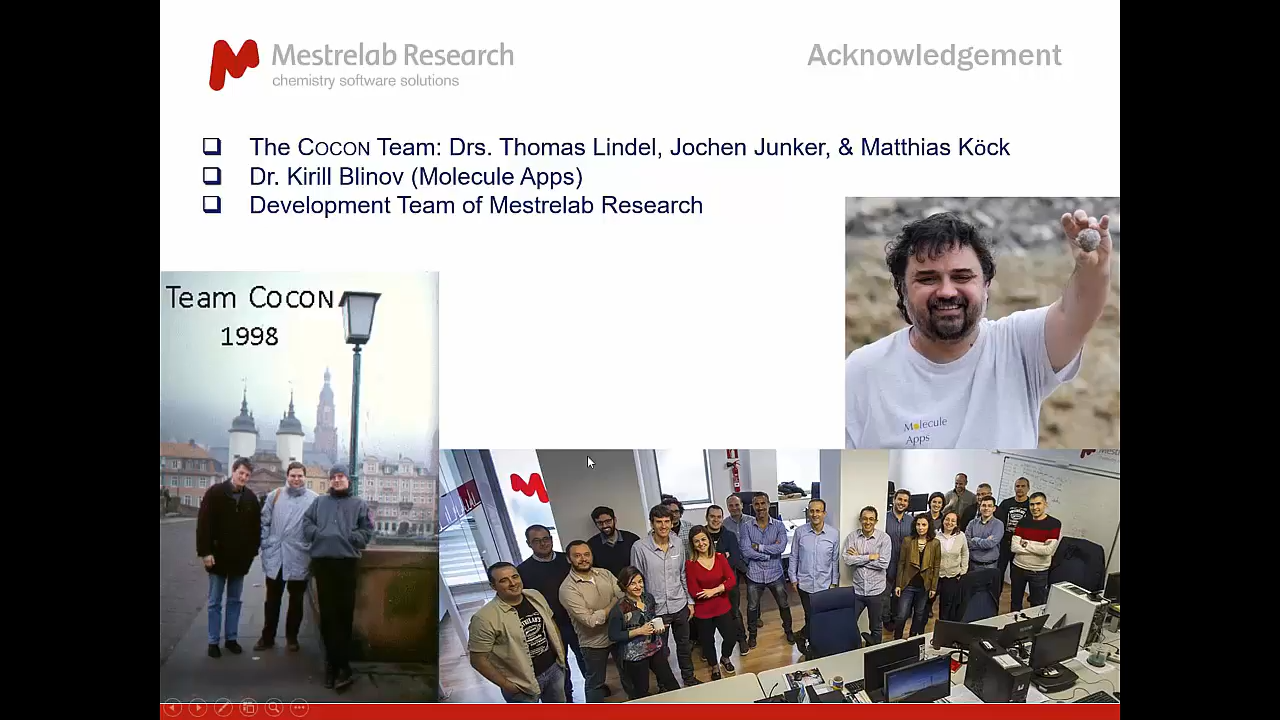 Mestrelab Research
chemistry software solutions
Acknowledgement
The COCON Team: Drs. Thomas Lindel, Jochen Junker, & Matthias Köck
Dr. Kirill Blinov (Molecule Apps)
Development Team of Mestrelab Research
Team COCON
1998
Molecule
Apps